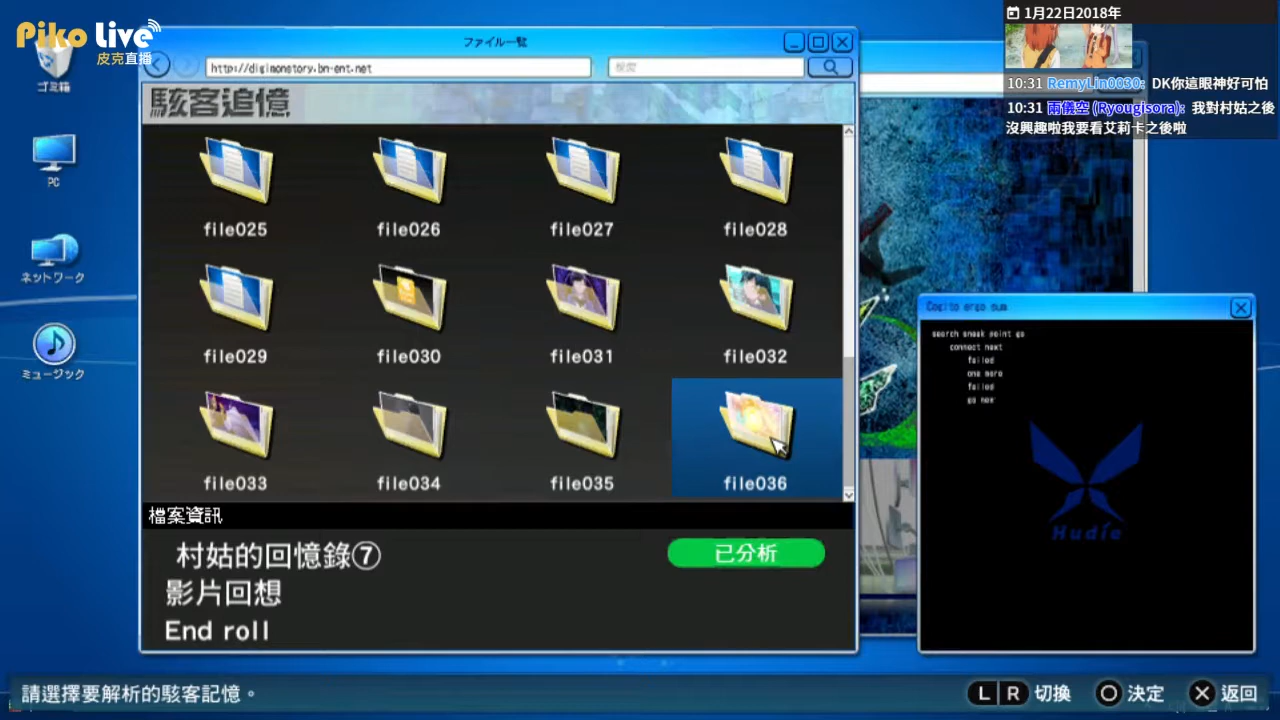 Piko Live
皮克直播
1月22日2018年
10:31 RemyLin0030: DK你這眼神好可怕
10:31 兩儀空 (Ryougisora): 我對村姑之後
沒興趣啦我要看艾莉卡之後啦
ゴミ箱
PC
ネットワーク
ミュージック
ファイル一覧
http://digimonstory.bn-ent.net
検索
駭客追憶
file025
file026
file027
file028
file029
file030
file031
file032
file033
file034
file035
file036
檔案資訊
村姑的回憶錄⑦
已分析
影片回想
End roll
Cogito ergo sum
search sneak point go
connect next
failed
one more
failed
go nex
Hudie
請選擇要解析的駭客記憶。
L R 切換
決定
返回